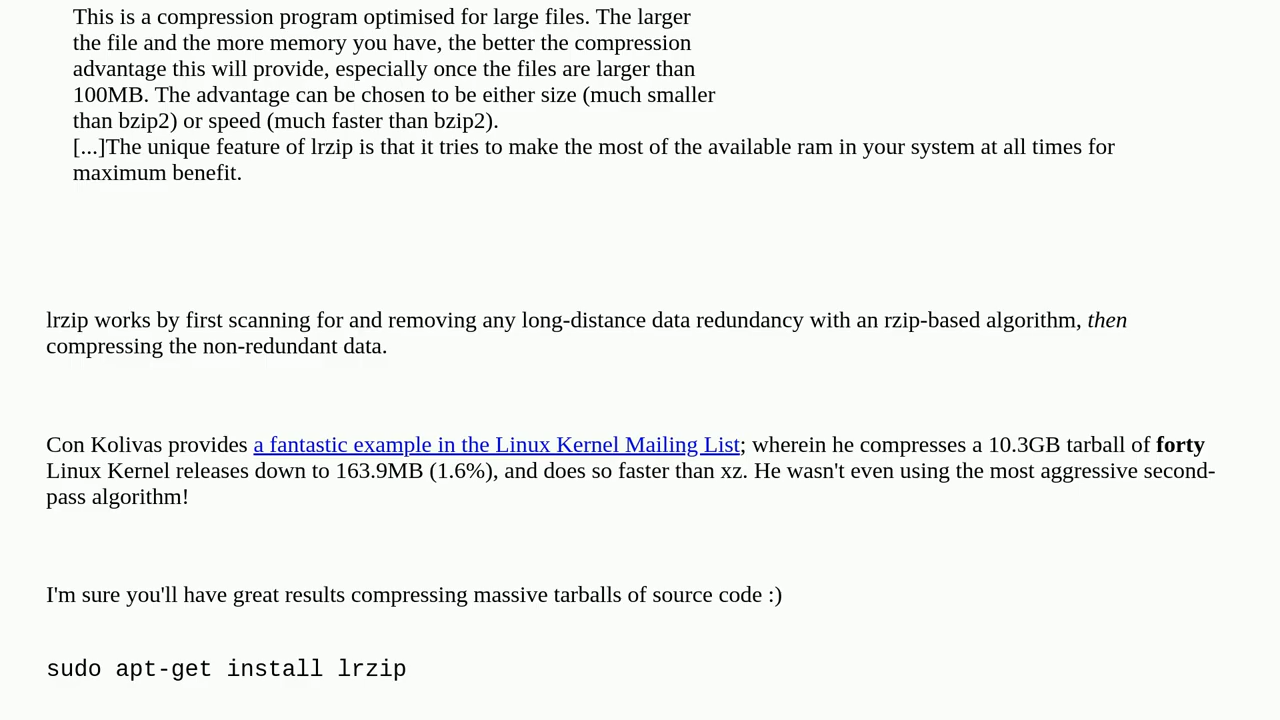 This is a compression program optimised for large files. The larger
the file and the more memory you have, the better the compression
advantage this will provide, especially once the files are larger than
100MB. The advantage can be chosen to be either size (much smaller
than bzip2) or speed (much faster than bzip2).
[...]The unique feature of lrzip is that it tries to make the most of the available ram in your system at all times for
maximum benefit.
lrzip works by first scanning for and removing any long-distance data redundancy with an rzip-based algorithm, then
compressing the non-redundant data.
Con Kolivas provides a fantastic example in the Linux Kernel Mailing List; wherein he compresses a 10.3GB tarball of forty
Linux Kernel releases down to 163.9MB (1.6%), and does so faster than xz. He wasn't even using the most aggressive second-
pass algorithm!
I'm sure you'll have great results compressing massive tarballs of source code :)
sudo apt-get install lrzip